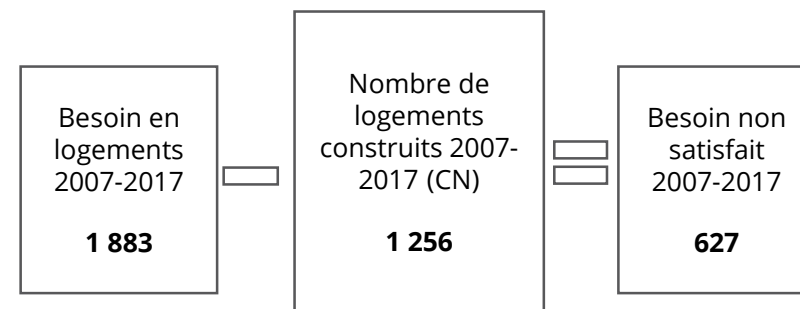 Besoin en
logements
2007-2017
1 883
Nombre de
logements
construits 2007-
2017 (CN)
1 256
Besoin non
satisfait
2007-2017
627